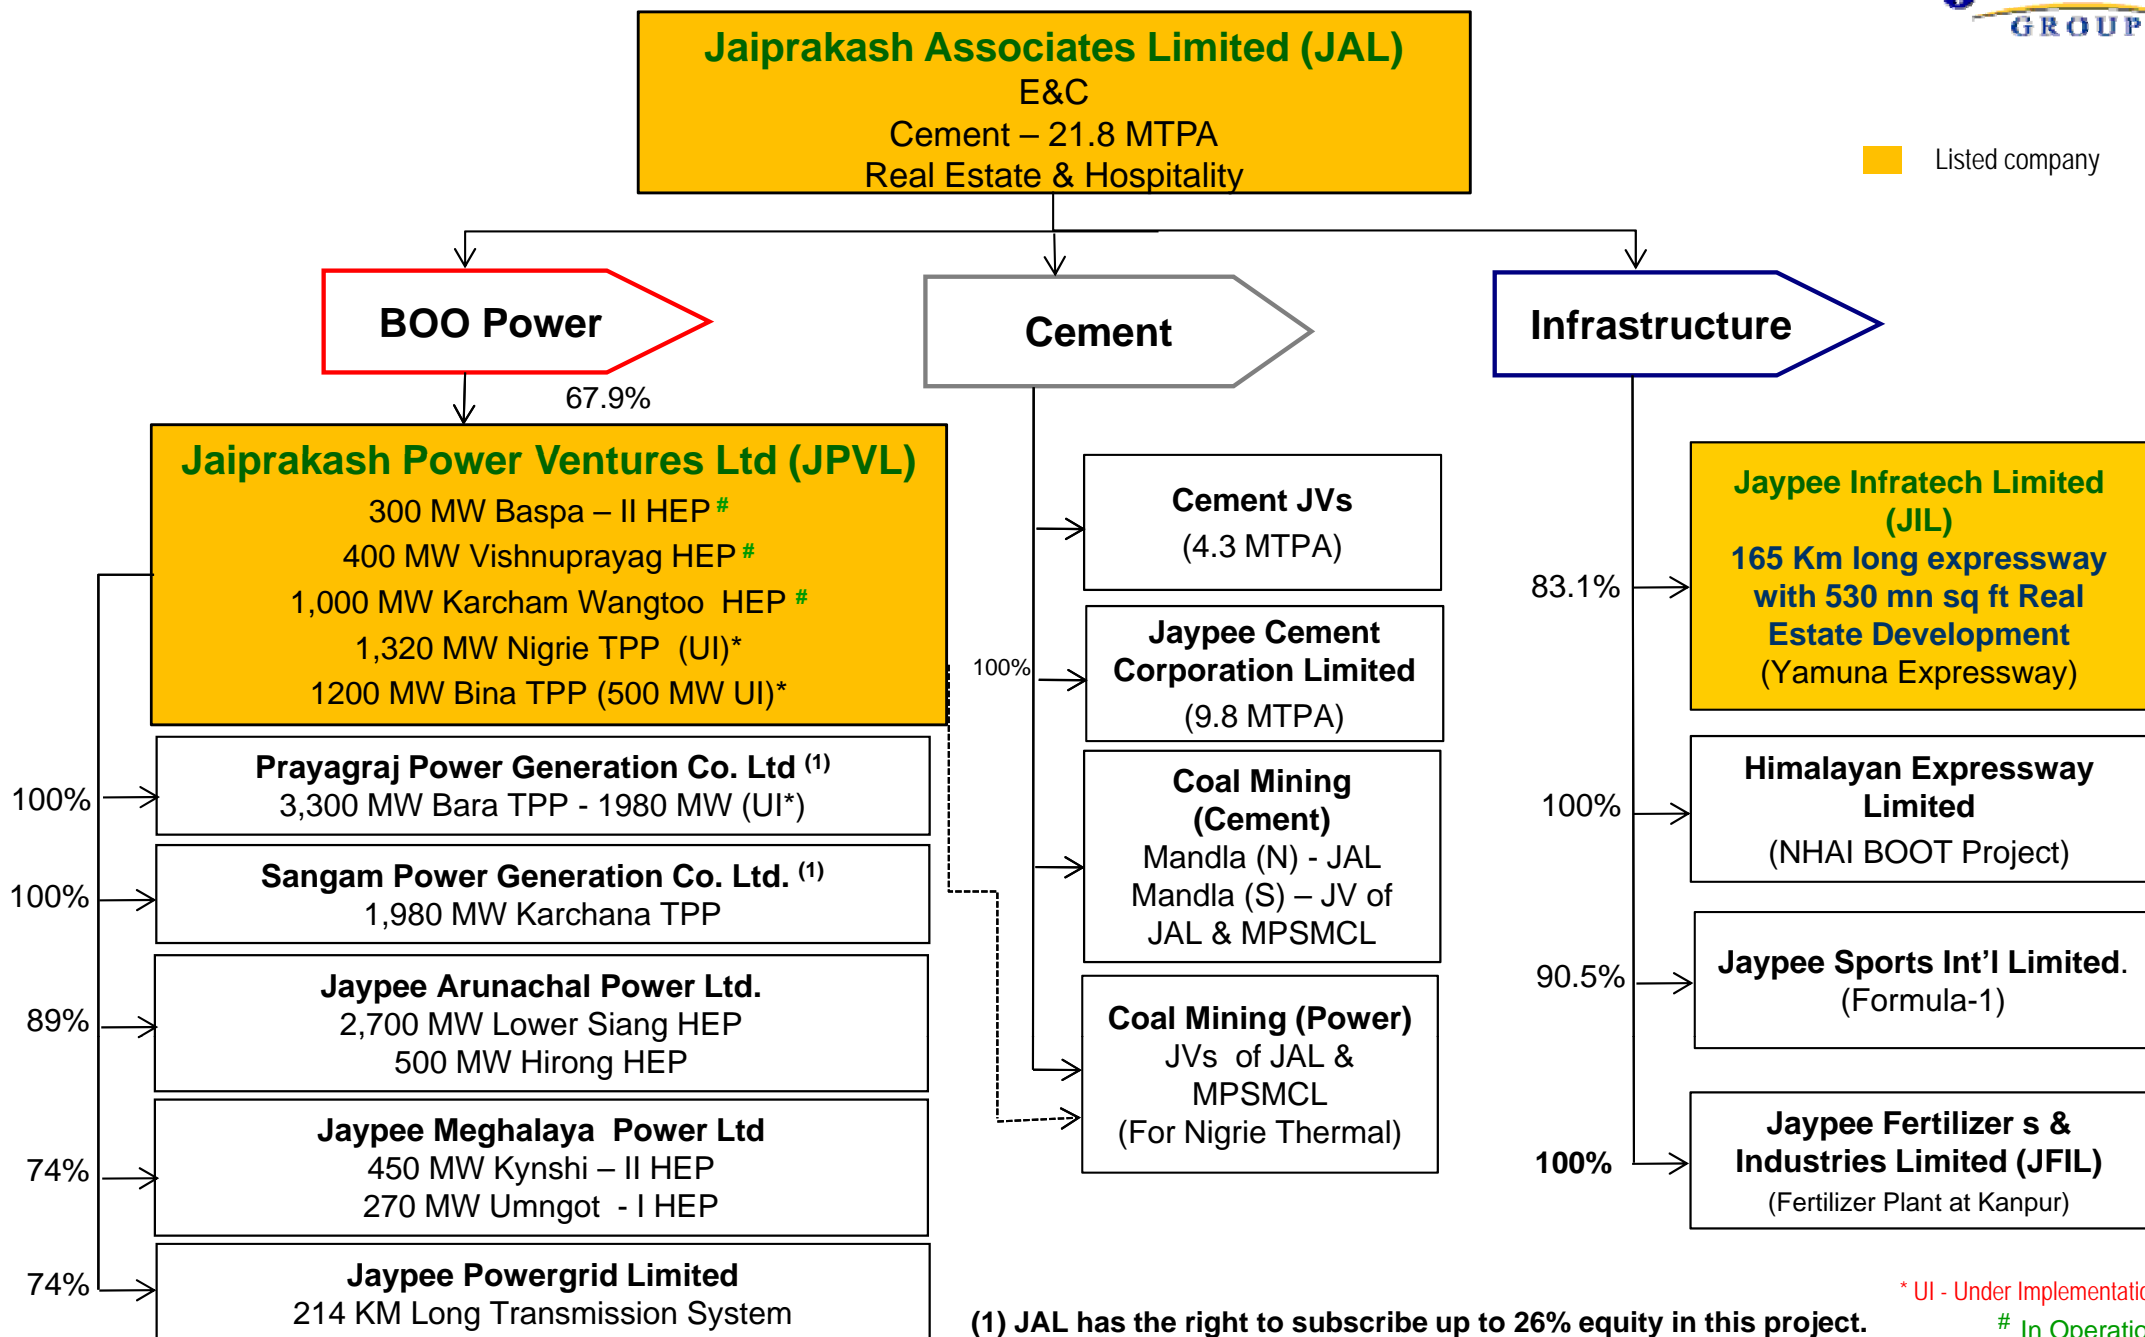 GROUP
Jaiprakash Associates Limited (JAL)
E&C
Cement – 21.8 MTPA
Real Estate & Hospitality
Listed company
BOO Power
Cement
Infrastructure
67.9%
Jaiprakash Power Ventures Ltd (JPVL)
300 MW Baspa – II HEP #
400 MW Vishnuprayag HEP #
1,000 MW Karcham Wangtoo HEP #
1,320 MW Nigrie TPP (UI)*
1200 MW Bina TPP (500 MW UI)*
100%
Prayagraj Power Generation Co. Ltd (1)
3,300 MW Bara TPP - 1980 MW (UI*)
100%
Sangam Power Generation Co. Ltd. (1)
1,980 MW Karchana TPP
89%
Jaypee Arunachal Power Ltd.
2,700 MW Lower Siang HEP
500 MW Hirong HEP
74%
Jaypee Meghalaya Power Ltd
450 MW Kynshi – II HEP
270 MW Umngot - I HEP
74%
Jaypee Powergrid Limited
214 KM Long Transmission System
Cement JVs
(4.3 MTPA)
100%
Jaypee Cement
Corporation Limited
(9.8 MTPA)
Coal Mining
(Cement)
Mandla (N) - JAL
Mandla (S) – JV of
JAL & MPSMCL
Coal Mining (Power)
JVs of JAL &
MPSMCL
(For Nigrie Thermal)
83.1%
Jaypee Infratech Limited
(JIL)
165 Km long expressway
with 530 mn sq ft Real
Estate Development
(Yamuna Expressway)
100%
Himalayan Expressway
Limited
(NHAI BOOT Project)
90.5%
Jaypee Sports Int'l Limited.
(Formula-1)
100%
Jaypee Fertilizer s &
Industries Limited (JFIL)
(Fertilizer Plant at Kanpur)
(1) JAL has the right to subscribe up to 26% equity in this project.
* UI - Under Implementatio
# In Operatio